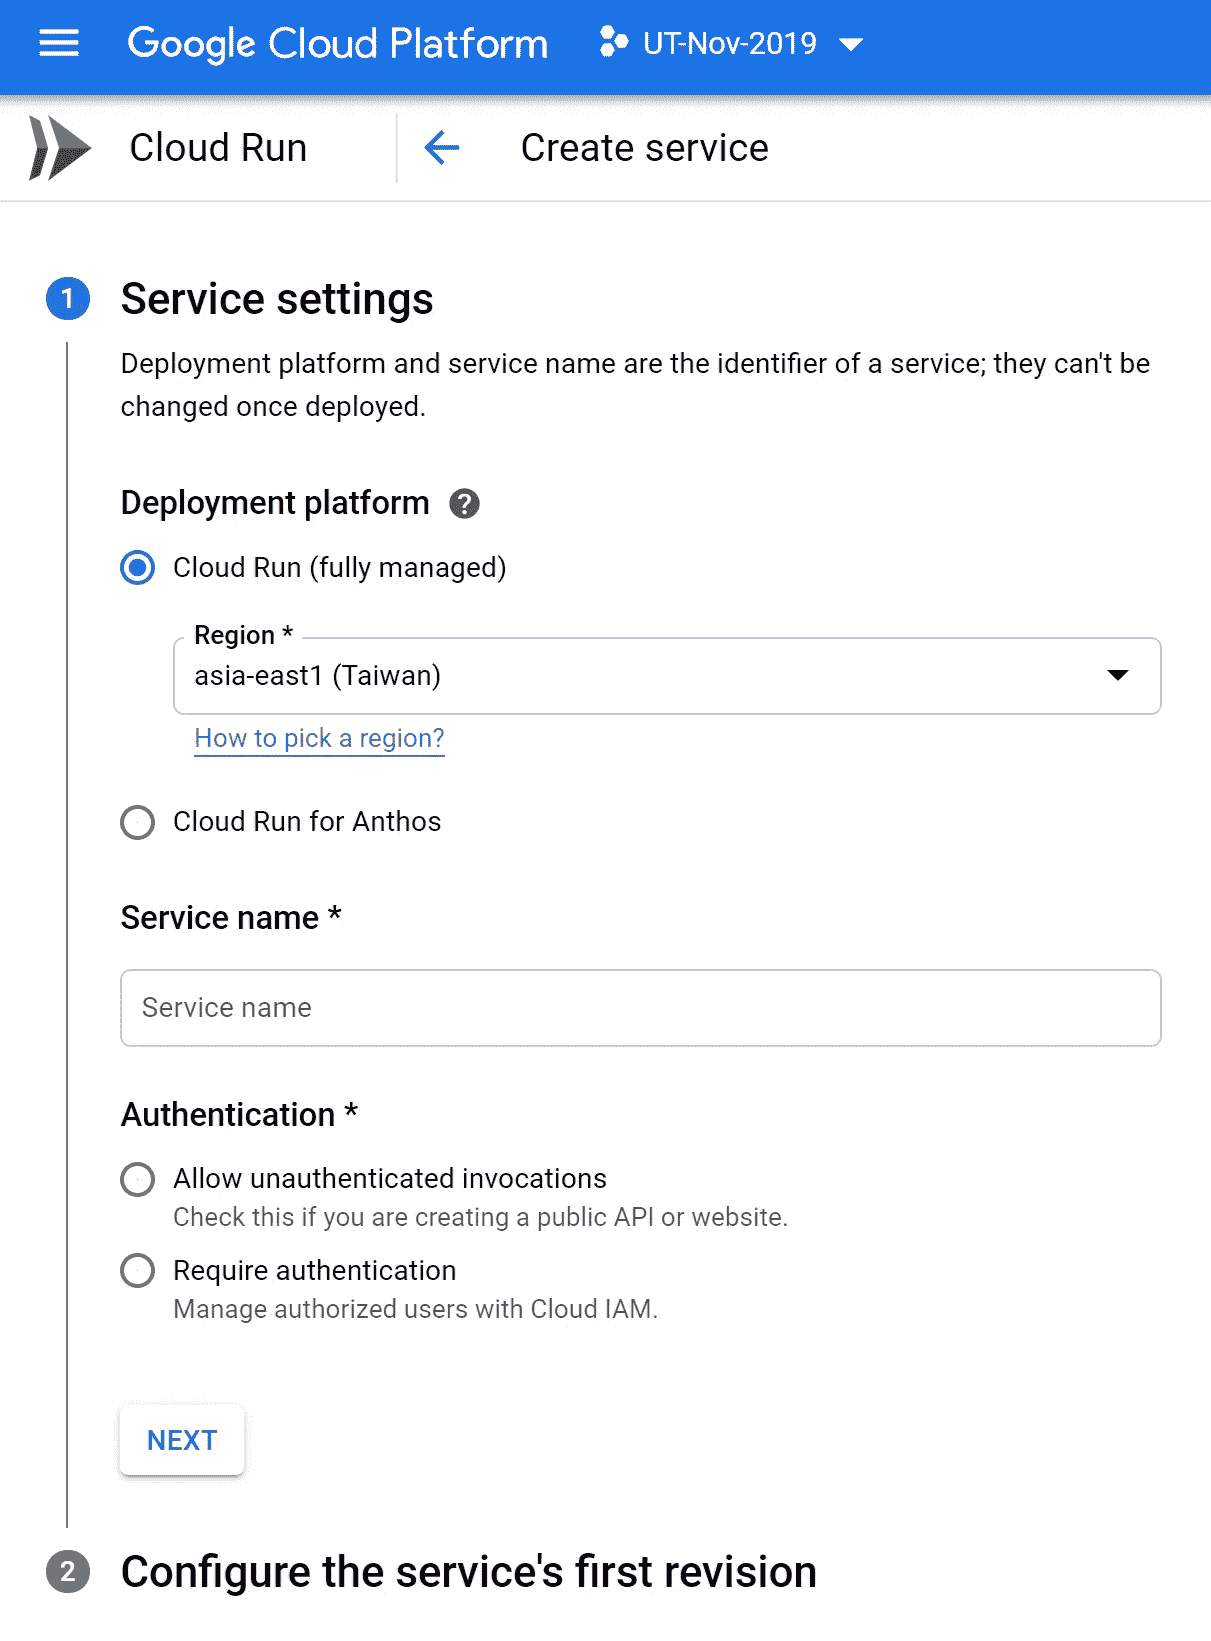 Google Cloud Platform UT-Nov-2019
Cloud Run Create service
1 Service settings
Deployment platform and service name are the identifier of a service; they can't be
changed once deployed.
Deployment platform ?
Cloud Run (fully managed)
Region *
asia-east1 (Taiwan)
How to pick a region?
Cloud Run for Anthos
Service name *
Service name
Authentication *
Allow unauthenticated invocations
Check this if you are creating a public API or website.
Require authentication
Manage authorized users with Cloud IAM.
NEXT
2 Configure the service's first revision